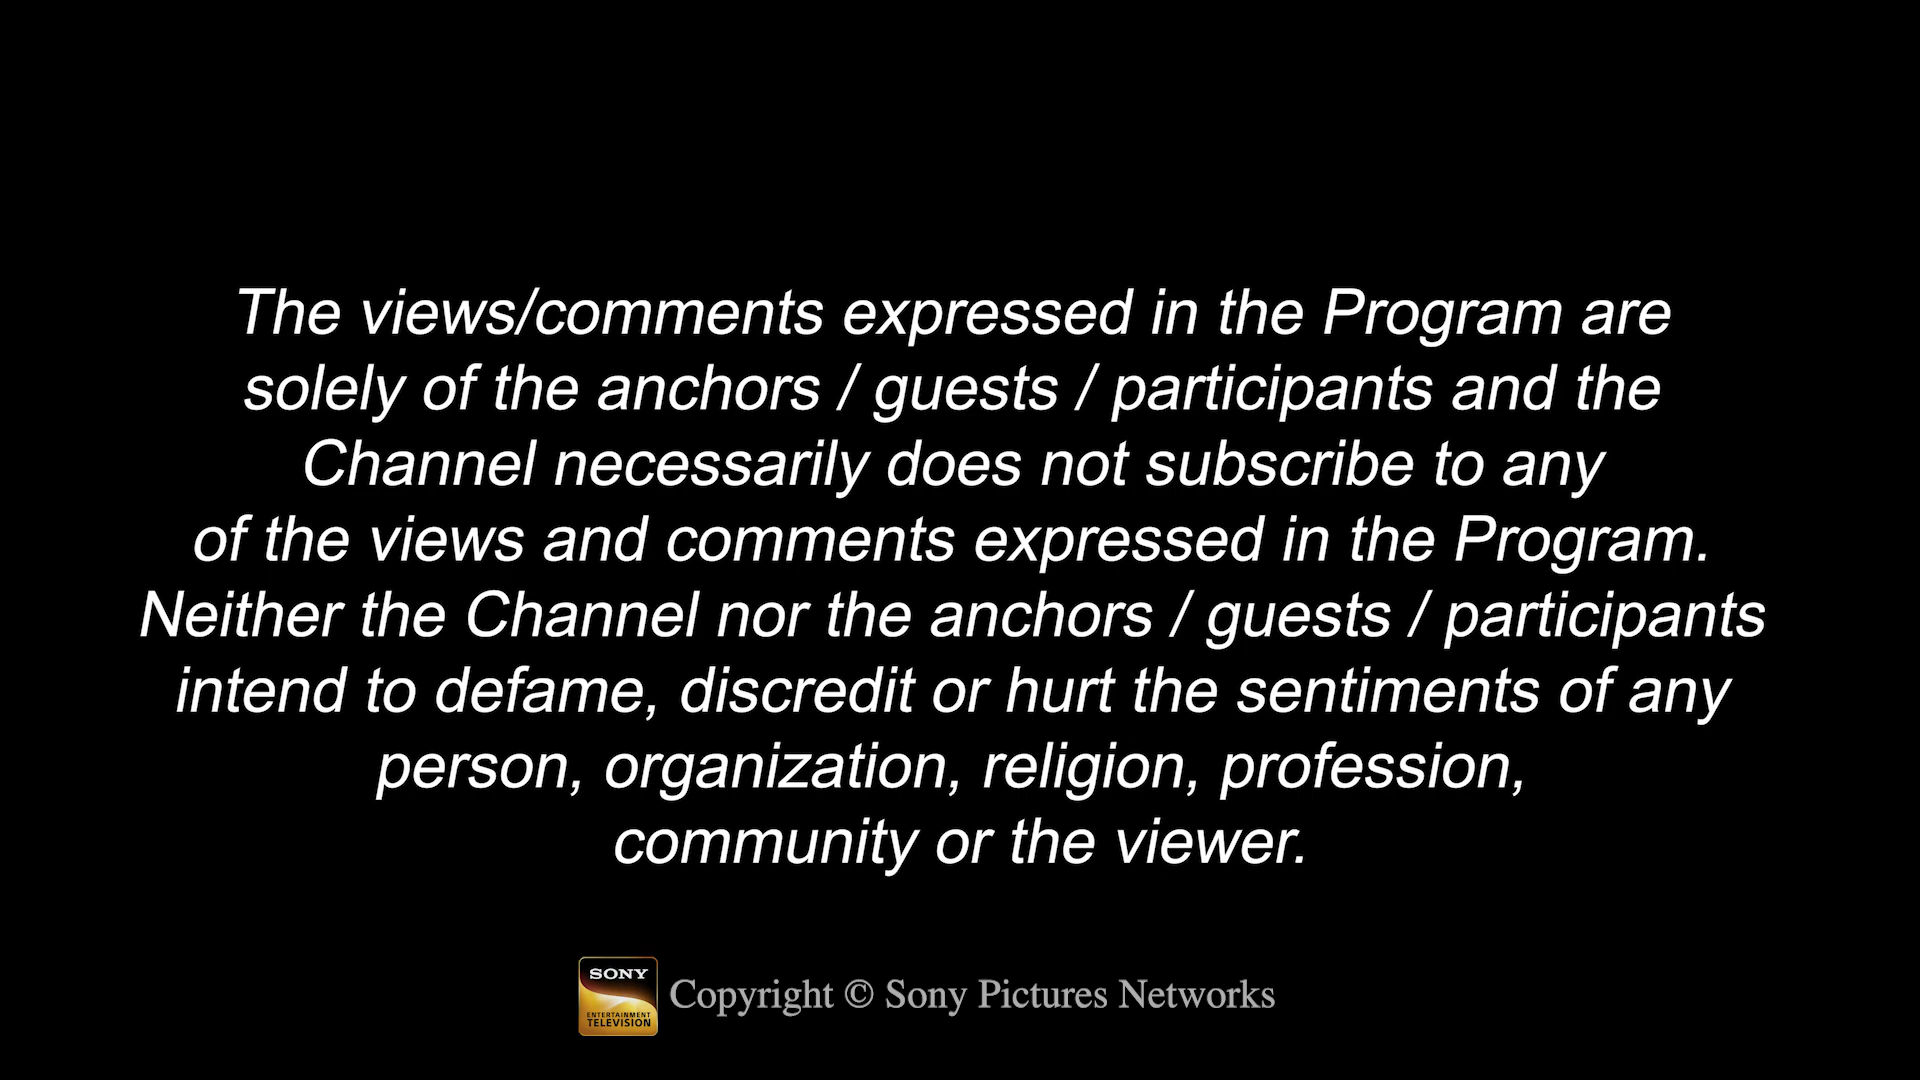 The views/comments expressed in the Program are
solely of the anchors / guests / participants and the
Channel necessarily does not subscribe to any
of the views and comments expressed in the Program.
Neither the Channel nor the anchors / guests / participants
intend to defame, discredit or hurt the sentiments of any
person, organization, religion, profession,
community or the viewer.
SONY
ENTERTAINMENT
TELEVISION
Copyright © Sony Pictures Networks